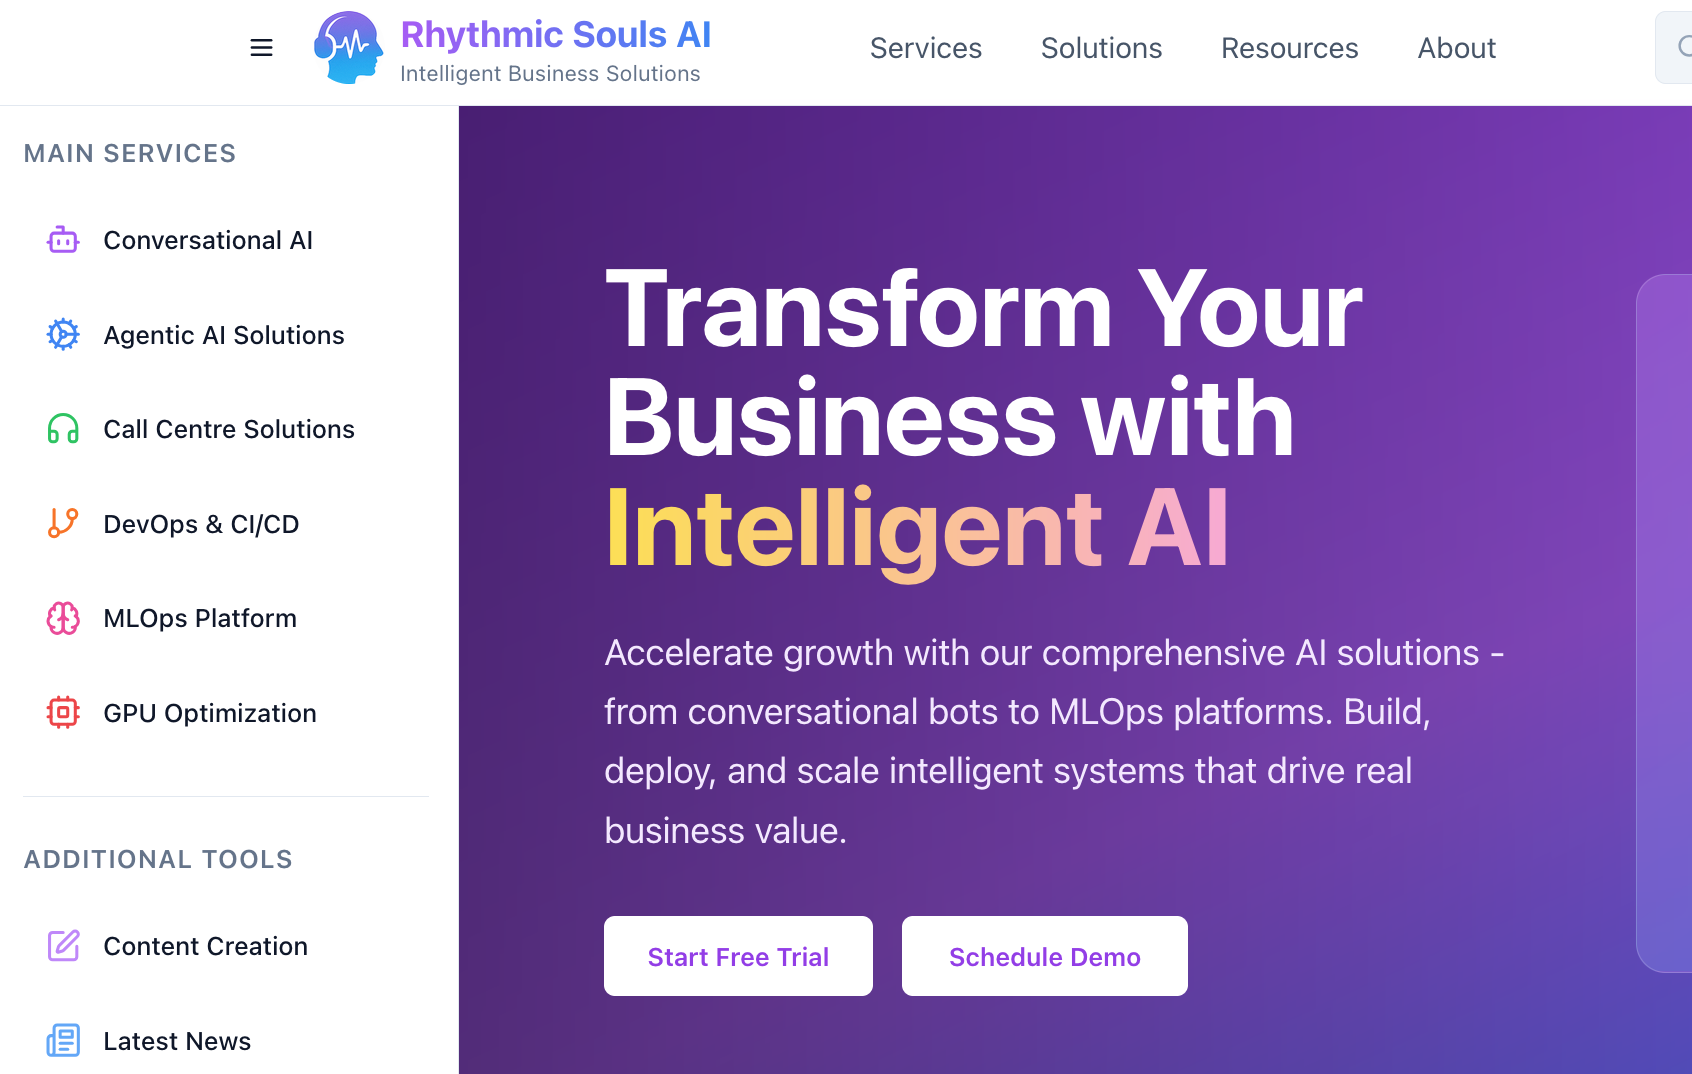 Rhythmic Souls AI
Intelligent Business Solutions
Services
Solutions
Resources
About
MAIN SERVICES
Conversational AI
Agentic AI Solutions
Call Centre Solutions
DevOps & CI/CD
MLOps Platform
GPU Optimization
ADDITIONAL TOOLS
Content Creation
Latest News
Transform Your
Business with
Intelligent AI
Accelerate growth with our comprehensive AI solutions -
from conversational bots to MLOps platforms. Build,
deploy, and scale intelligent systems that drive real
business value.
Start Free Trial
Schedule Demo